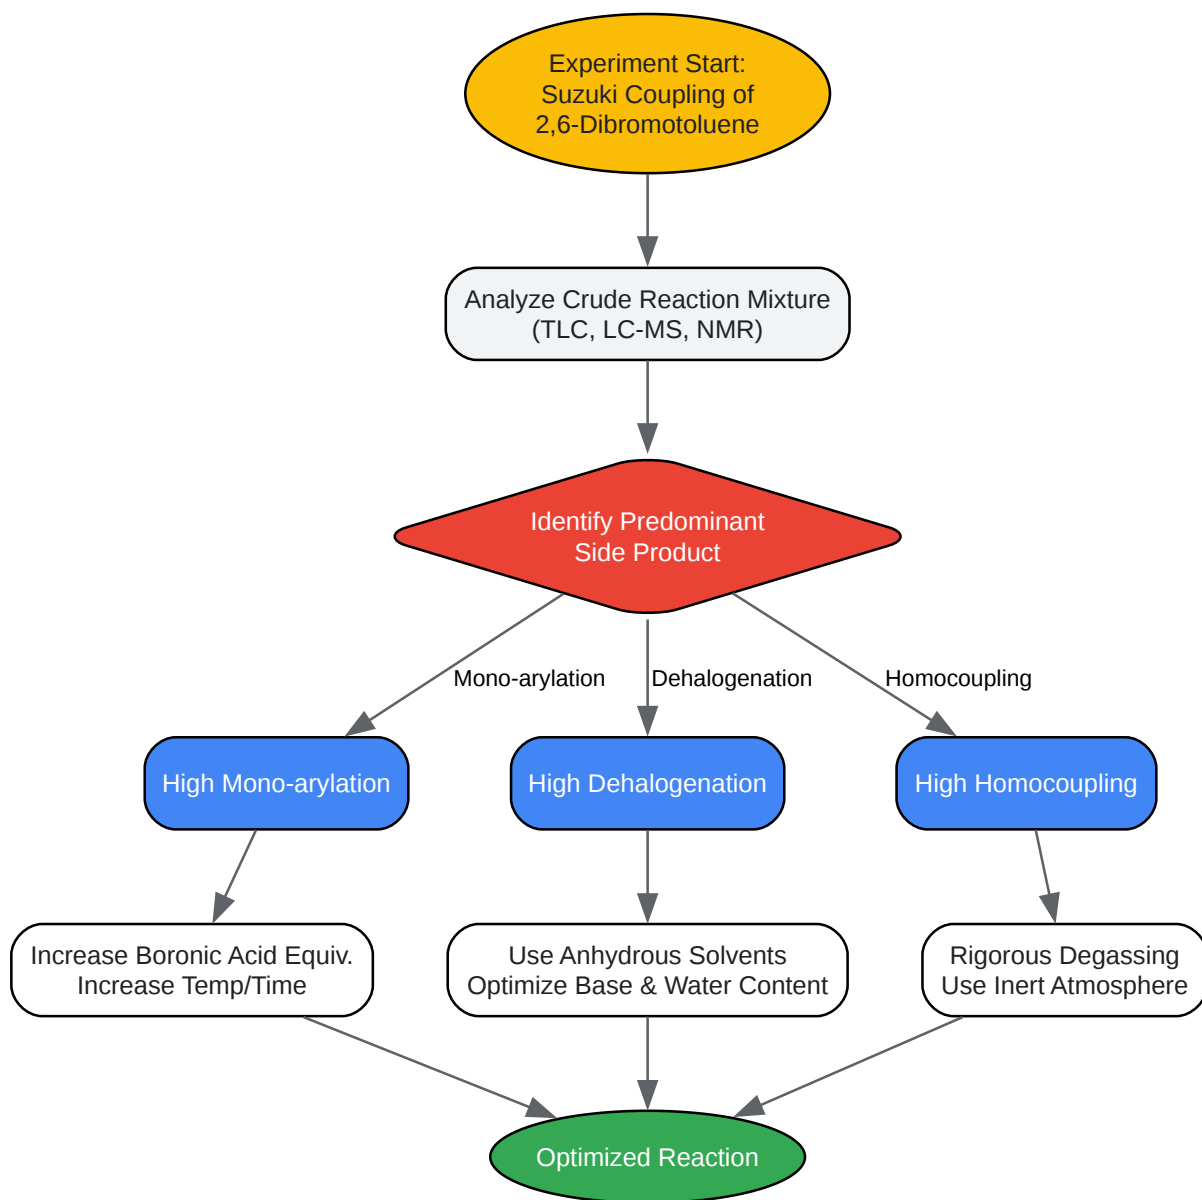 Experiment Start:
Suzuki Coupling of
2,6-Dibromotoluene
Analyze Crude Reaction Mixture
(TLC, LC-MS, NMR)
Identify Predominant
Side Product
Mono-arylation
Dehalogenation
Homocoupling
High Mono-arylation
High Dehalogenation
High Homocoupling
Increase Boronic Acid Equiv.
Increase Temp/Time
Use Anhydrous Solvents
Optimize Base & Water Content
Rigorous Degassing
Use Inert Atmosphere
Optimized Reaction